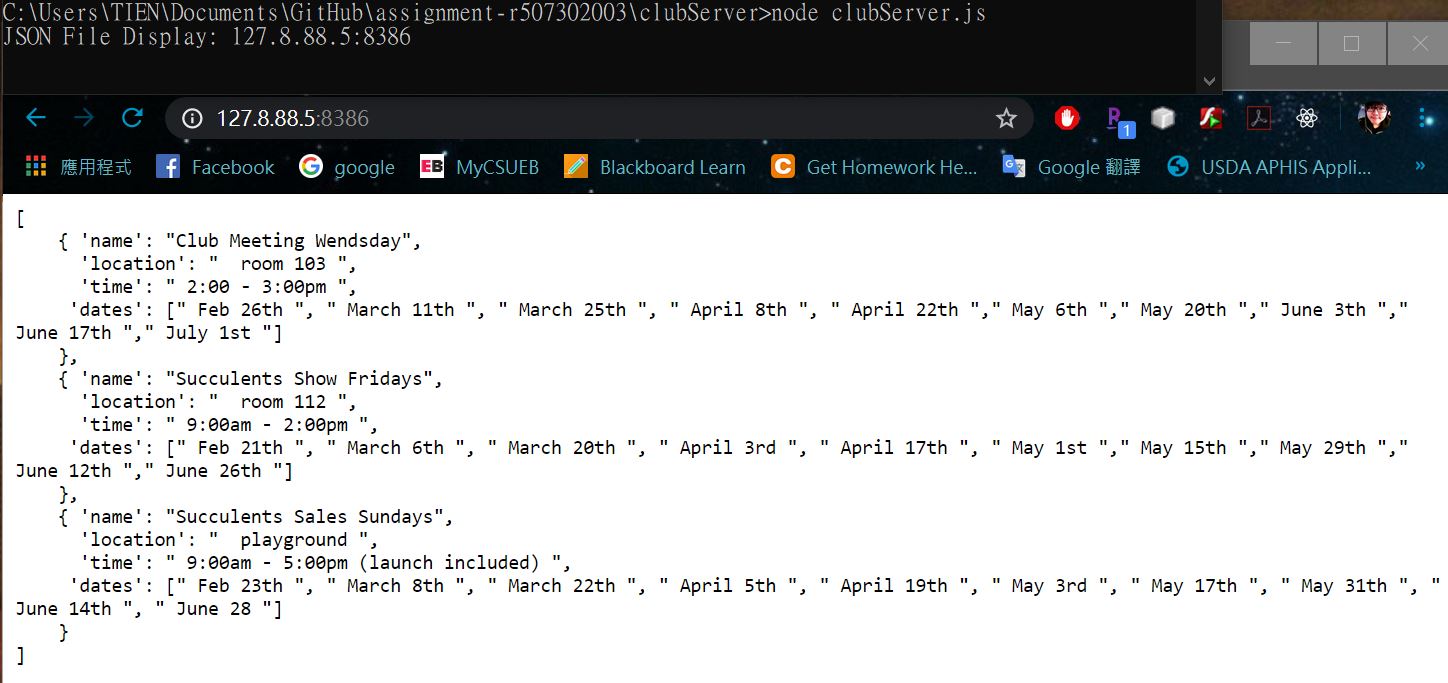 C:\Users\TIEN\Documents\GitHub\assignment-r507302003\clubServer>node clubServer.js
JSON File Display: 127.8.88.5:8386
127.8.88.5:8386
R 1
應用程式 Facebook google EB MyCSUEB Blackboard Learn Get Homework He... Google 翻譯 USDA APHIS Appli... »
[
    { 'name': "Club Meeting Wendsday",
      'location': "  room 103 ",
      'time': " 2:00 - 3:00pm ",
     'dates': [" Feb 26th ", " March 11th ", " March 25th ", " April 8th ", " April 22th "," May 6th "," May 20th "," June 3th ,"
June 17th "," July 1st "]
    },
    { 'name': "Succulents Show Fridays",
      'location': "  room 112 ",
      'time': " 9:00am - 2:00pm ",
     'dates': [" Feb 21th ", " March 6th ", " March 20th ", " April 3rd ", " April 17th ", " May 1st "," May 15th "," May 29th ","
June 12th "," June 26th "]
    },
    { 'name': "Succulents Sales Sundays",
      'location': "  playground ",
      'time': " 9:00am - 5:00pm (launch included) ",
     'dates': [" Feb 23th ", " March 8th ", " March 22th ", " April 5th ", " April 19th ", " May 3rd ", " May 17th ", " May 31th ", "
June 14th ", " June 28 "]
    }
]